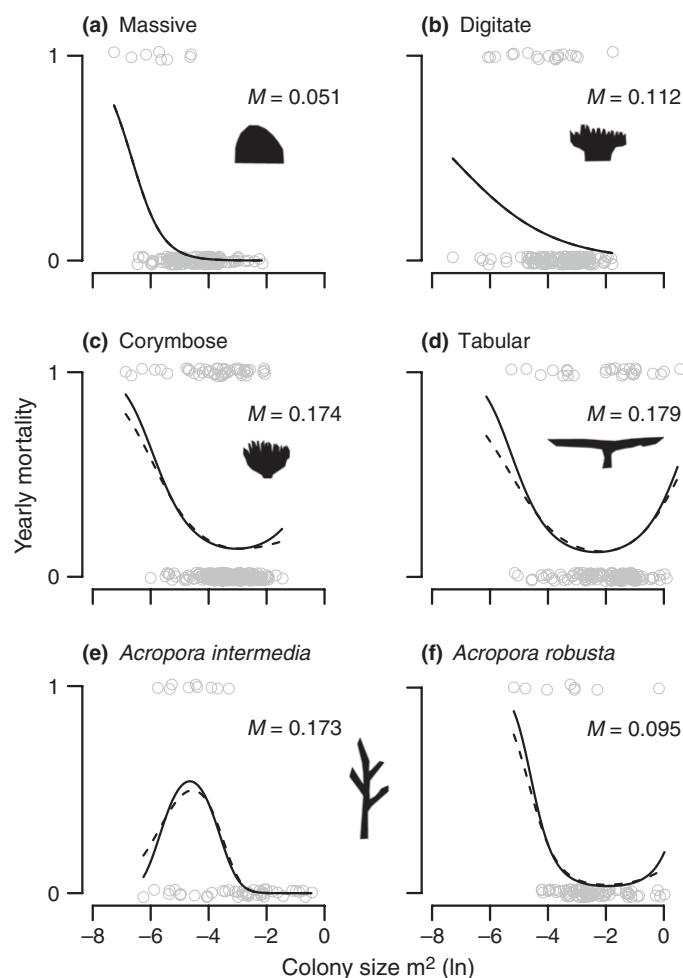 (a) Massive
(b) Digitate
1
M = 0.051
M = 0.112
0
(c) Corymbose
(d) Tabular
1
M = 0.174
M = 0.179
0
Yearly mortality
(e) Acropora intermedia
(f) Acropora robusta
1
M = 0.173
M = 0.095
0
−8 −6 −4 −2 0 −8 −6 −4 −2 0
Colony size m² (ln)